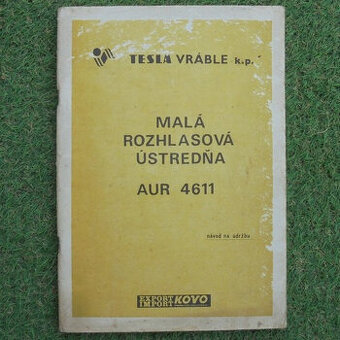 TESLA VRÁBLE k.p.
MALÁ
ROZHLASOVÁ
ÚSTREDŇA
AUR 4611
návod na údržbu
EXPORT KOVO
IMPORT